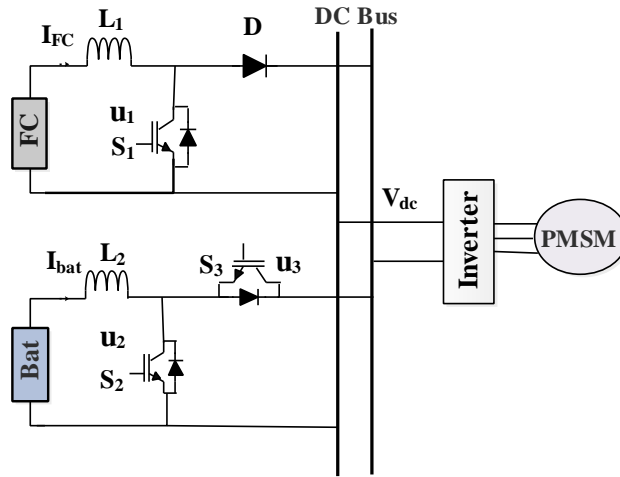 DC Bus
L1
IFC
D
u1
S1
FC
Vdc
Inverter
PMSM
L2
Ibat
S3
u3
u2
S2
Bat